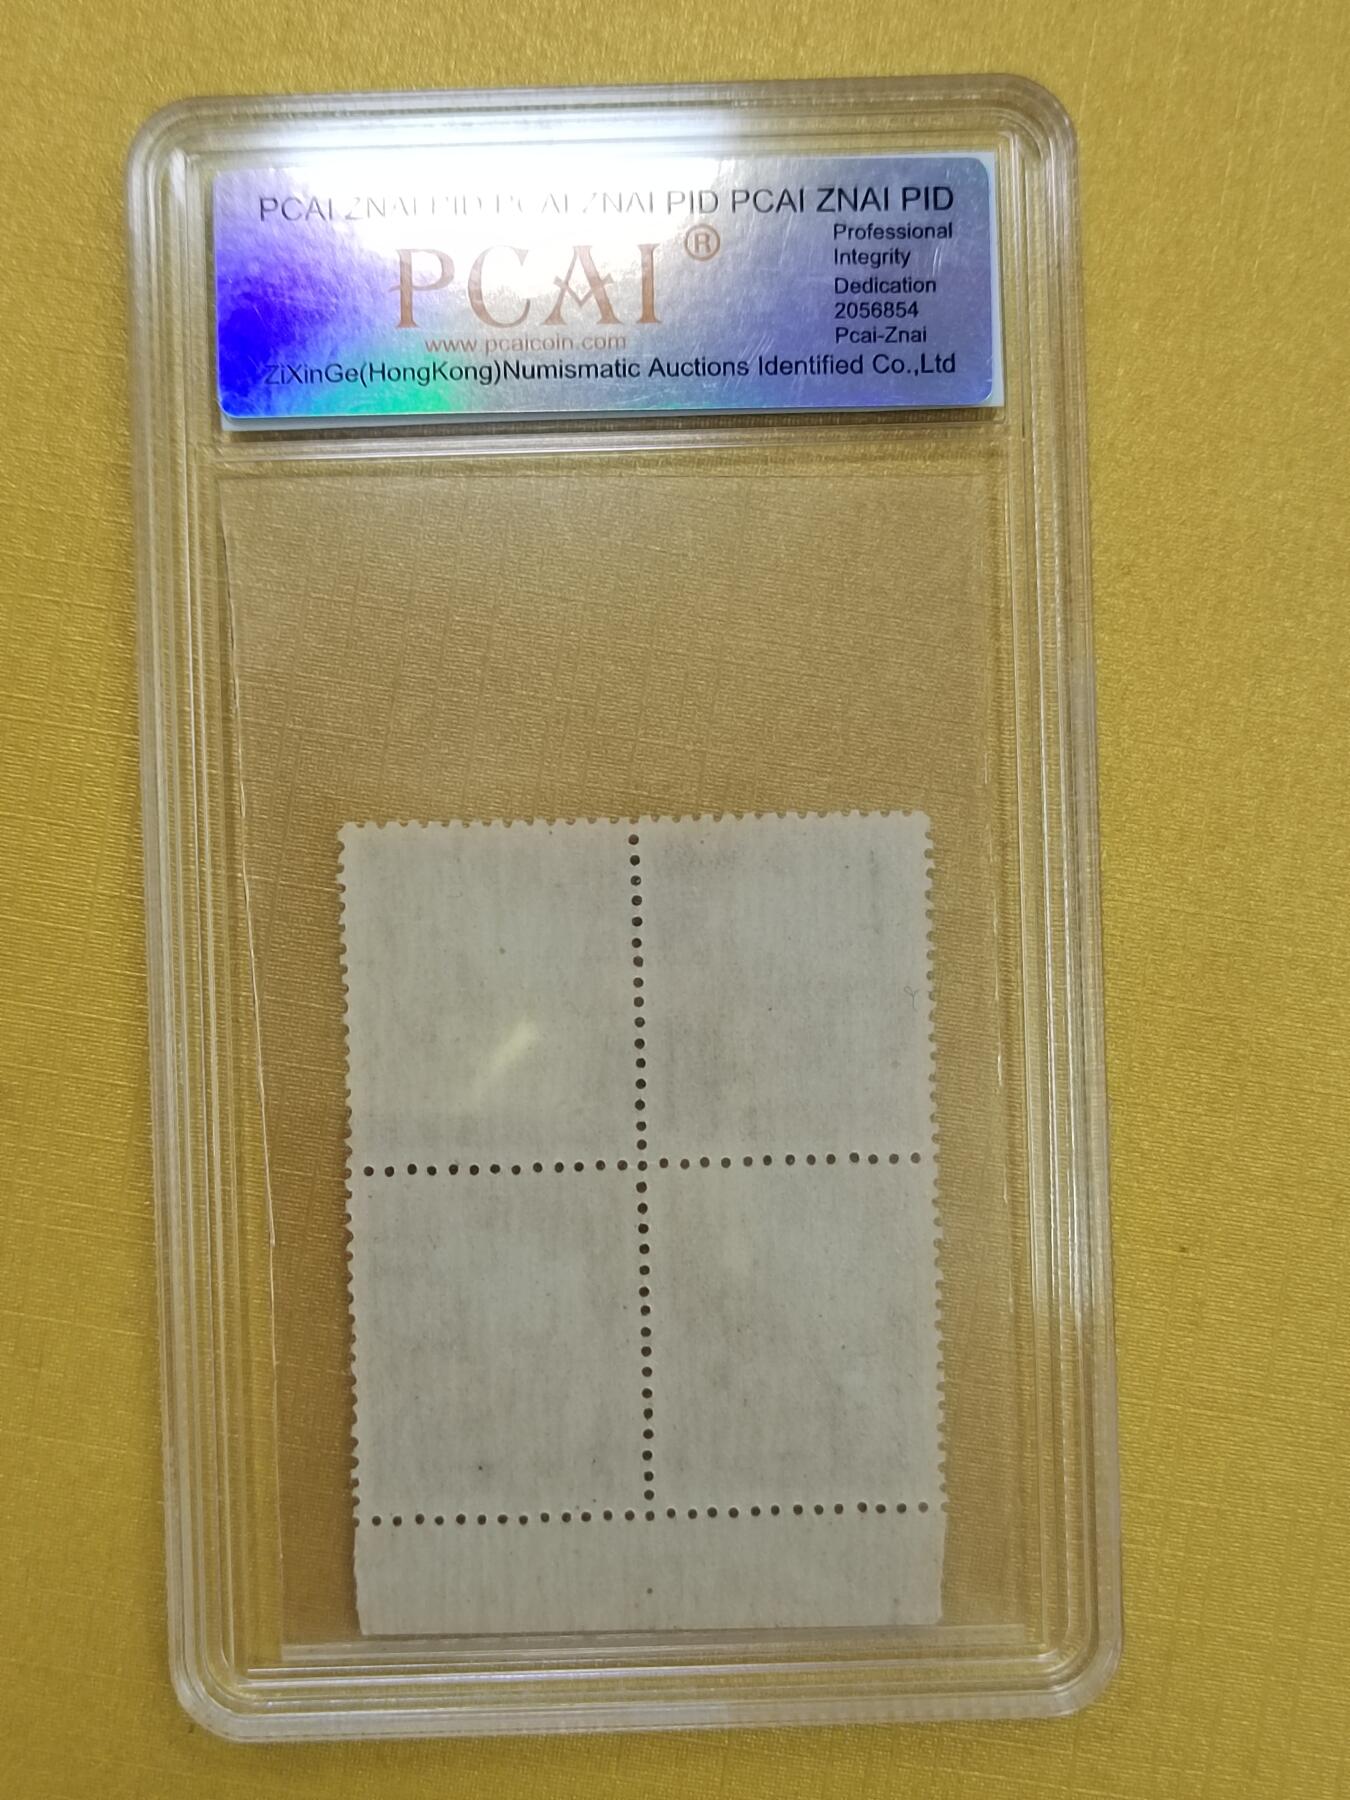 PCAI ZNAI PID PCAI ZNAI PID PCAI ZNAI PID
PCAI®
Professional
Integrity
Dedication
2056854
Pcai-Znai
www.pcaicoin.com
ZiXinGe(HongKong)Numismatic Auctions Identified Co.,Ltd